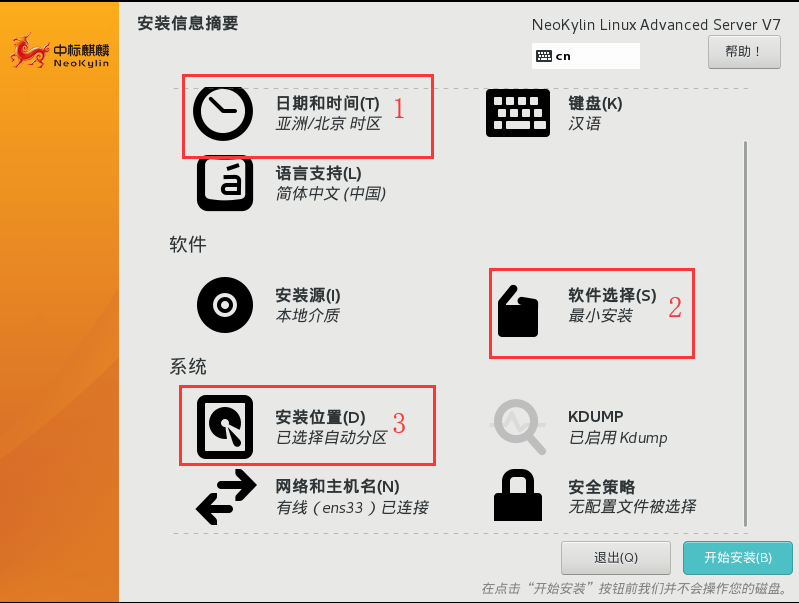 安装信息摘要
NeoKylin Linux Advanced Server V7
中标麒麟
NeoKylin
cn
帮助！
日期和时间(T)
亚洲/北京 时区
1
键盘(K)
汉语
语言支持(L)
简体中文 (中国)
软件
安装源(I)
本地介质
软件选择(S)
最小安装
2
系统
安装位置(D)
已选择自动分区
3
KDUMP
已启用 Kdump
网络和主机名(N)
有线（ens33）已连接
安全策略
无配置文件被选择
退出(Q)
开始安装(B)
在点击“开始安装”按钮前我们并不会操作您的磁盘。